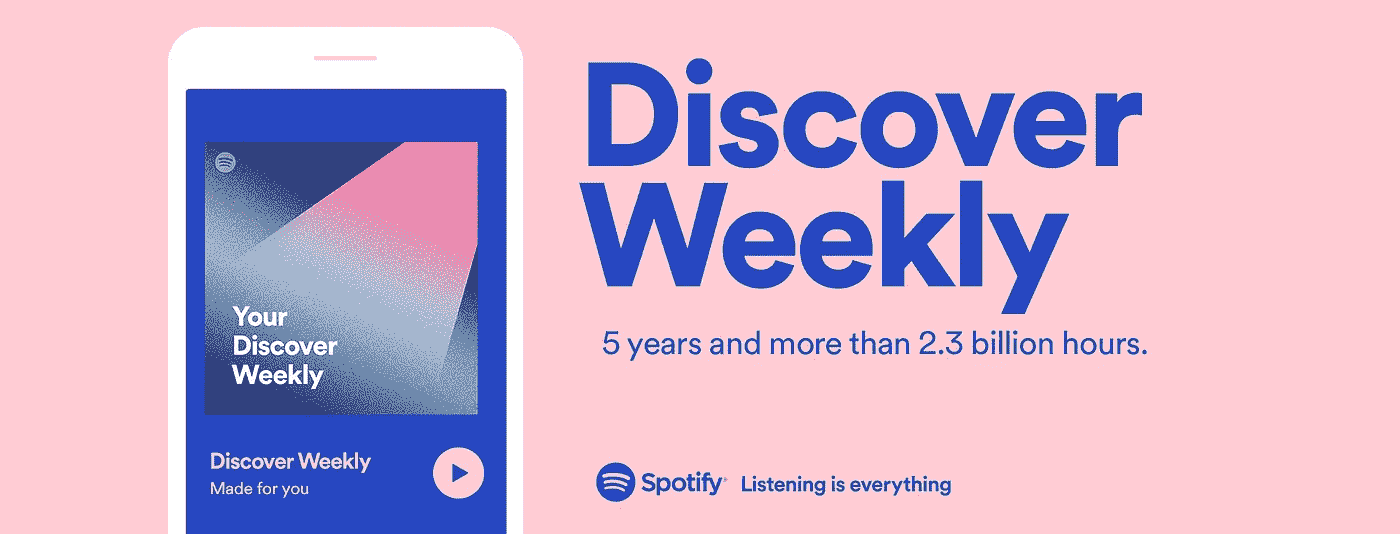 Your
Discover
Weekly
Discover Weekly
Made for you
Discover
Weekly
5 years and more than 2.3 billion hours.
Spotify Listening is everything